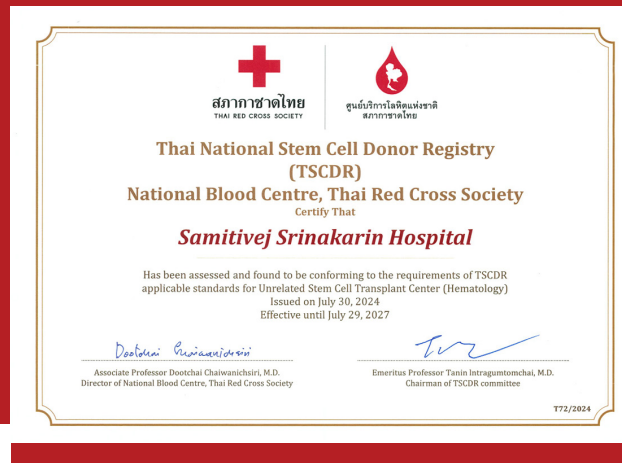 สภากาชาดไทย
THAI RED CROSS SOCIETY
ศูนย์บริการโลหิตแห่งชาติ
สภากาชาดไทย
Thai National Stem Cell Donor Registry
(TSCDR)
National Blood Centre, Thai Red Cross Society
Certify That
Samitivej Srinakarin Hospital
Has been assessed and found to be conforming to the requirements of TSCDR
applicable standards for Unrelated Stem Cell Transplant Center (Hematology)
Issued on July 30, 2024
Effective until July 29, 2027
Associate Professor Dootchai Chaiwanichsiri, M.D.
Director of National Blood Centre, Thai Red Cross Society
Emeritus Professor Tanin Intragumtornchai, M.D.
Chairman of TSCDR committee
T72/2024